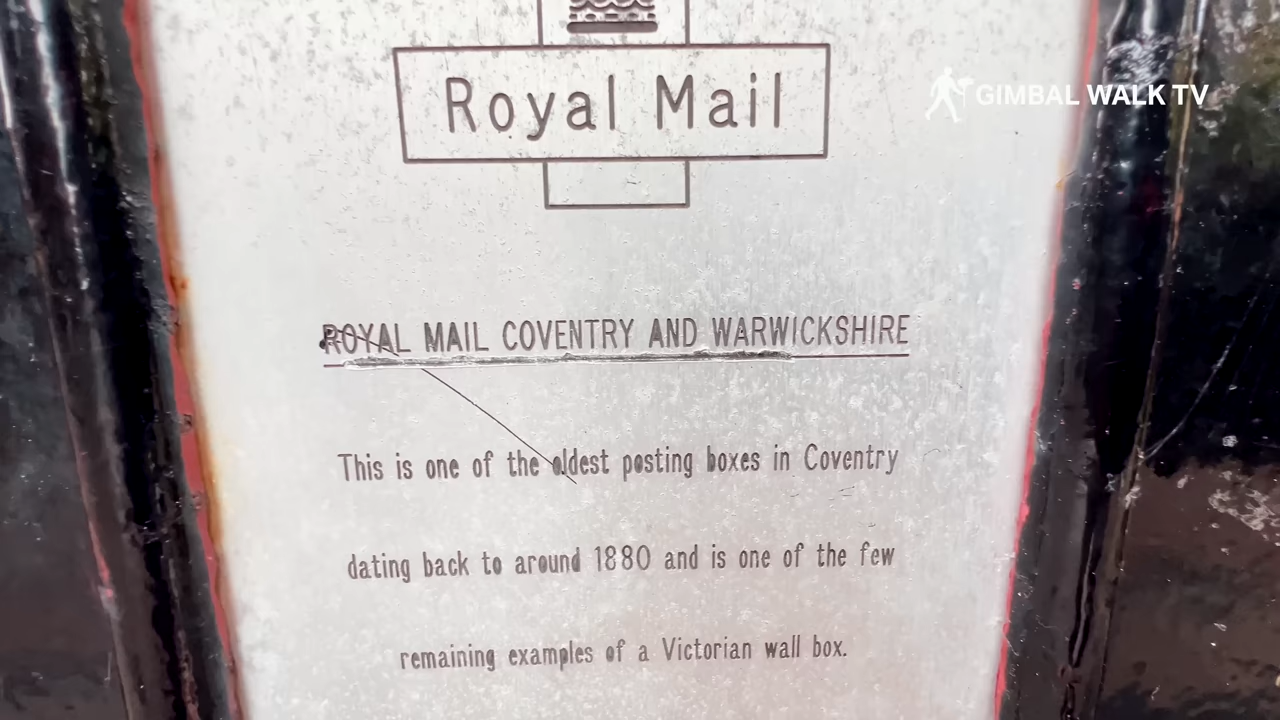 Royal Mail
GIMBAL WALK TV
ROYAL MAIL COVENTRY AND WARWICKSHIRE
This is one of the oldest posting boxes in Coventry
dating back to around 1880 and is one of the few
remaining examples of a Victorian wall box.